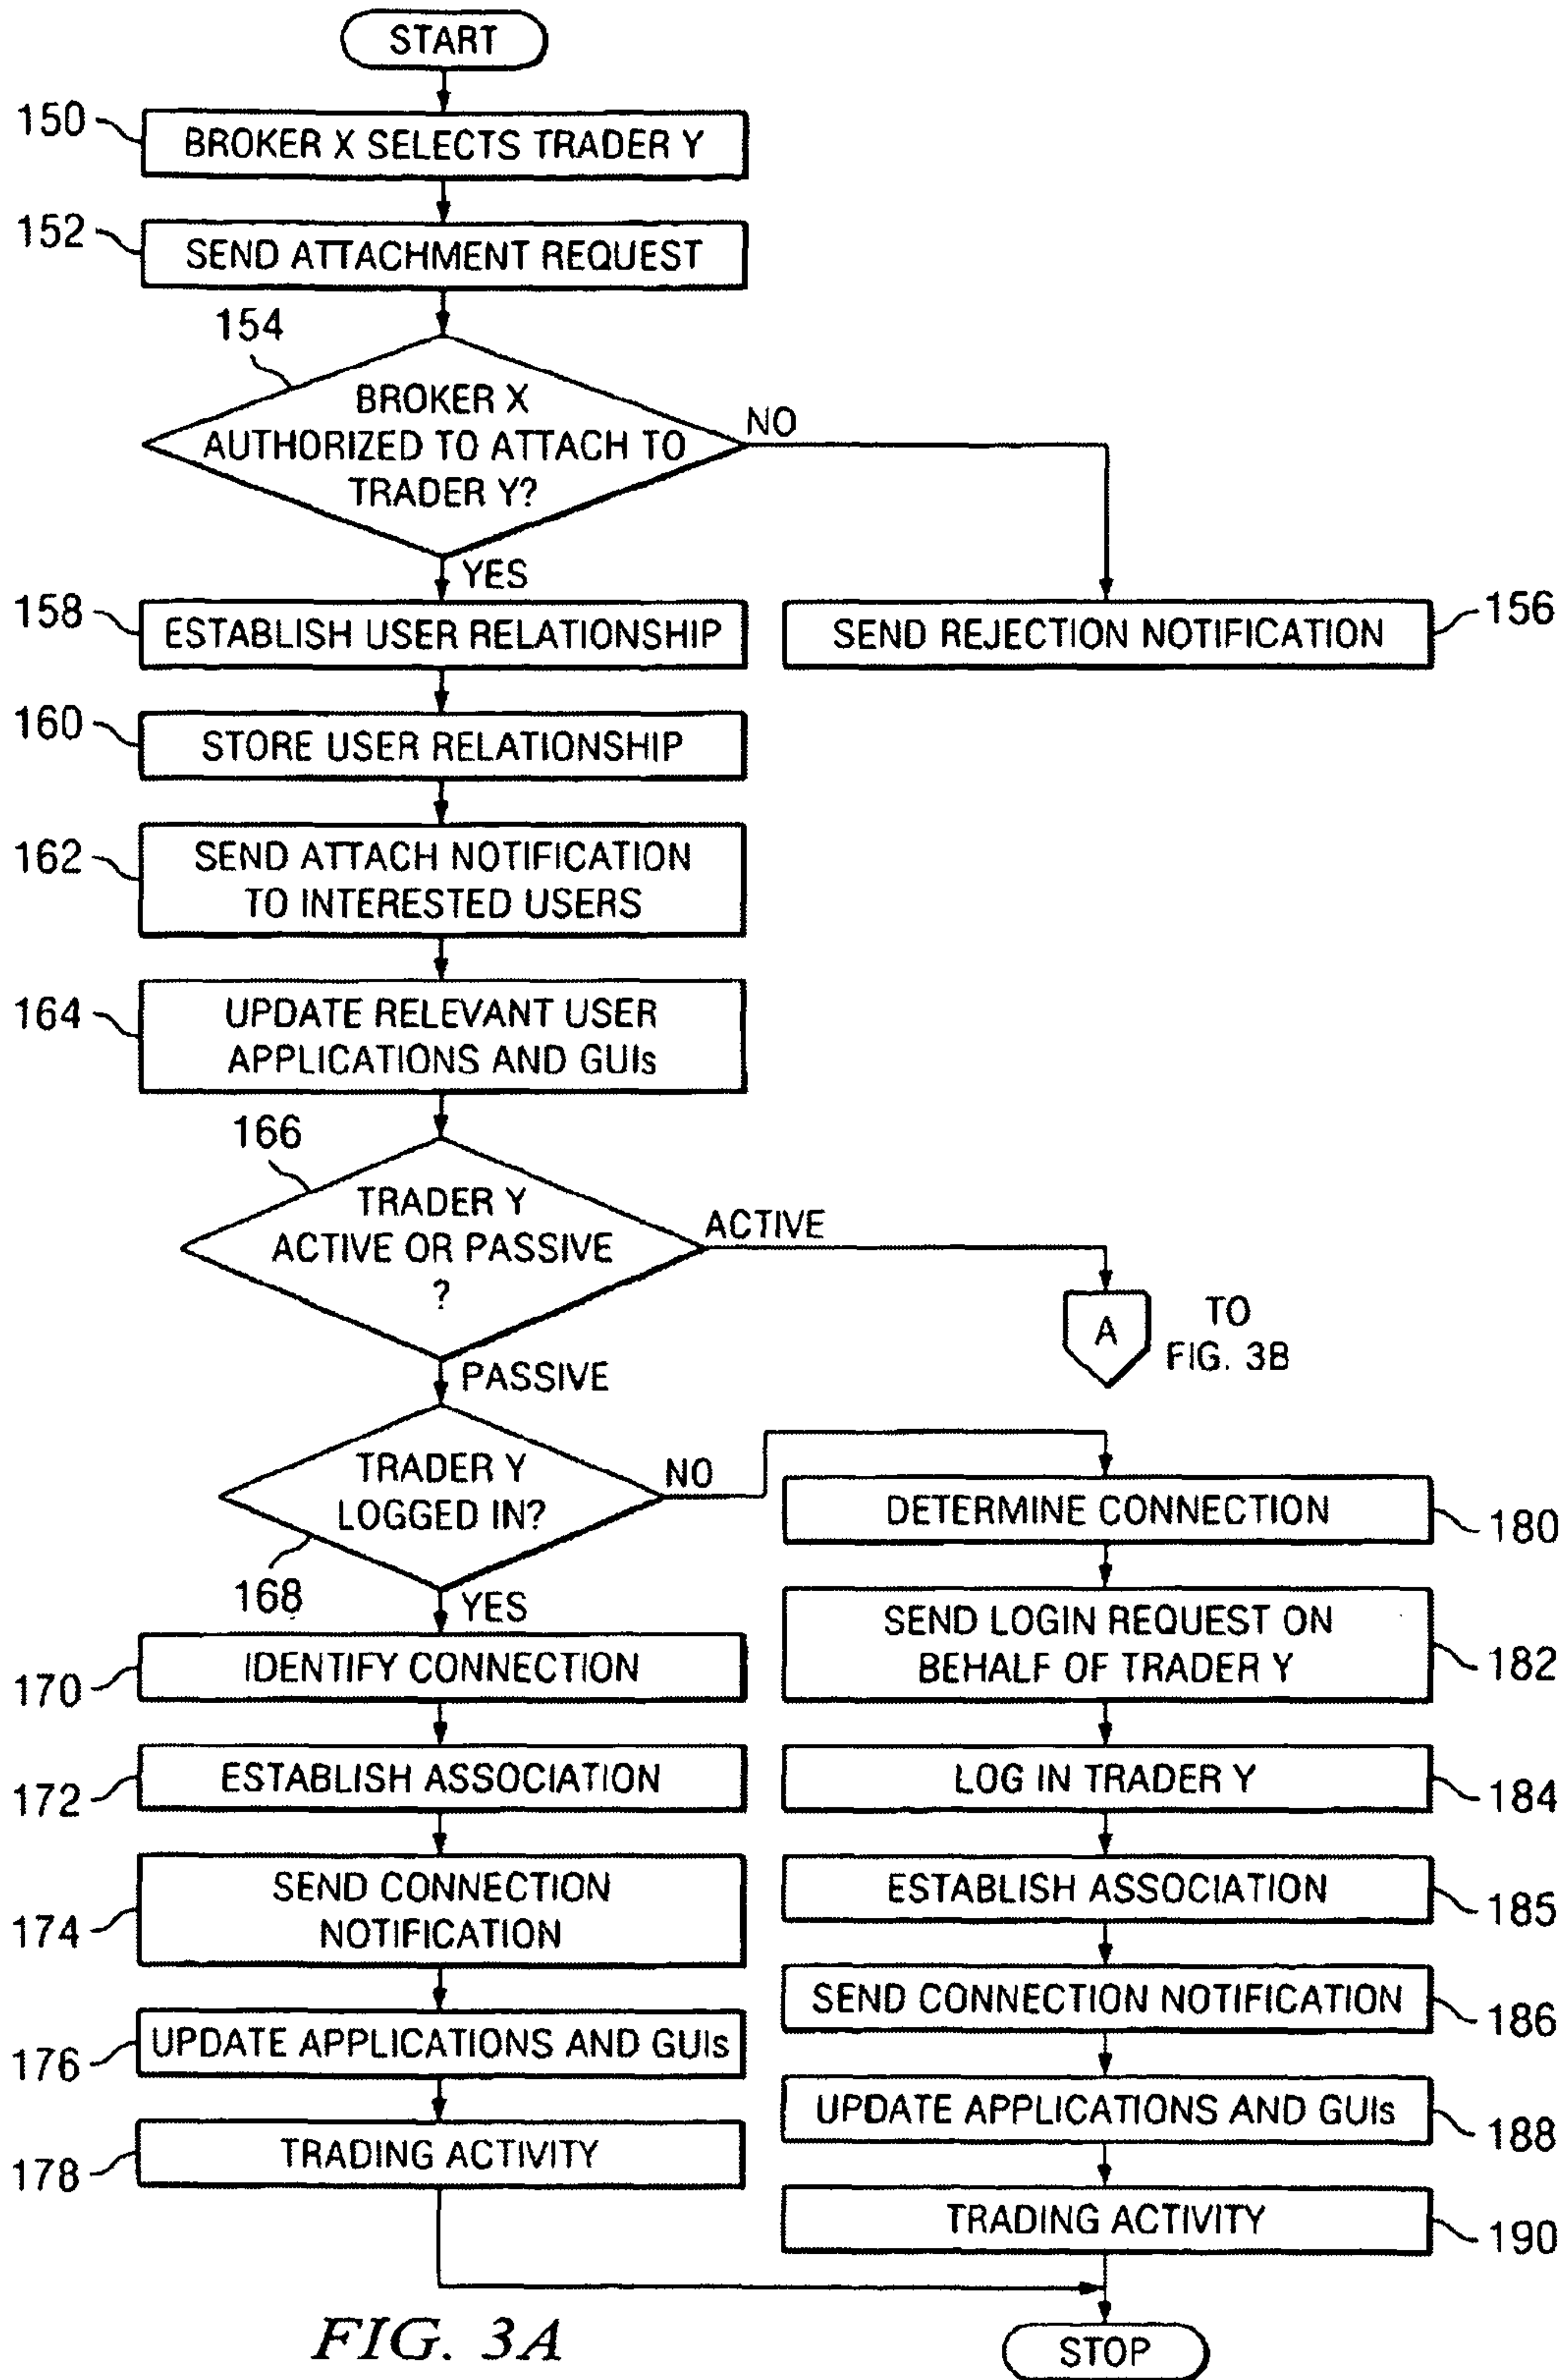 START
150
BROKER X SELECTS TRADER Y
152
SEND ATTACHMENT REQUEST
154
BROKER X
AUTHORIZED TO ATTACH TO
TRADER Y?
NO
YES
158
ESTABLISH USER RELATIONSHIP
SEND REJECTION NOTIFICATION
156
160
STORE USER RELATIONSHIP
162
SEND ATTACH NOTIFICATION
TO INTERESTED USERS
164
UPDATE RELEVANT USER
APPLICATIONS AND GUIs
166
TRADER Y
ACTIVE OR PASSIVE
?
ACTIVE
A
TO
FIG. 3B
PASSIVE
TRADER Y
LOGGED IN?
NO
168
YES
DETERMINE CONNECTION
180
SEND LOGIN REQUEST ON
BEHALF OF TRADER Y
182
170
IDENTIFY CONNECTION
172
ESTABLISH ASSOCIATION
LOG IN TRADER Y
184
174
SEND CONNECTION
NOTIFICATION
ESTABLISH ASSOCIATION
185
SEND CONNECTION NOTIFICATION
186
176
UPDATE APPLICATIONS AND GUIs
UPDATE APPLICATIONS AND GUIs
188
178
TRADING ACTIVITY
TRADING ACTIVITY
190
FIG. 3A
STOP